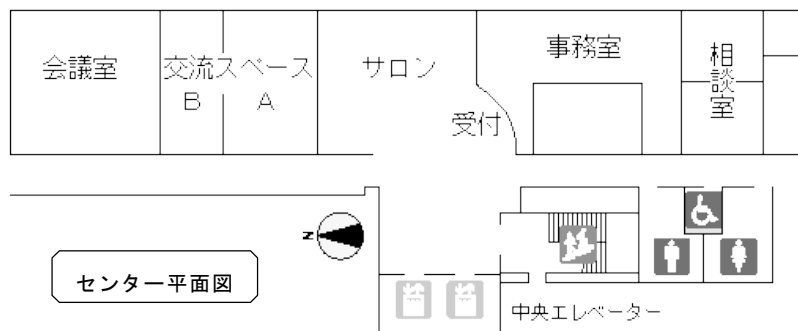 会議室
交流スペース
B
A
サロン
受付
事務室
相談室
N
センター平面図
中央エレベーター